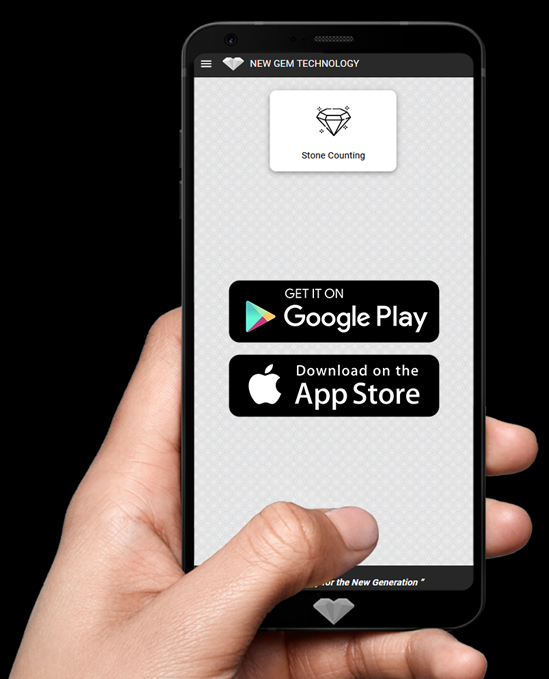 NEW GEM TECHNOLOGY
Stone Counting
GET IT ON
Google Play
Download on the
App Store
for the New Generation "